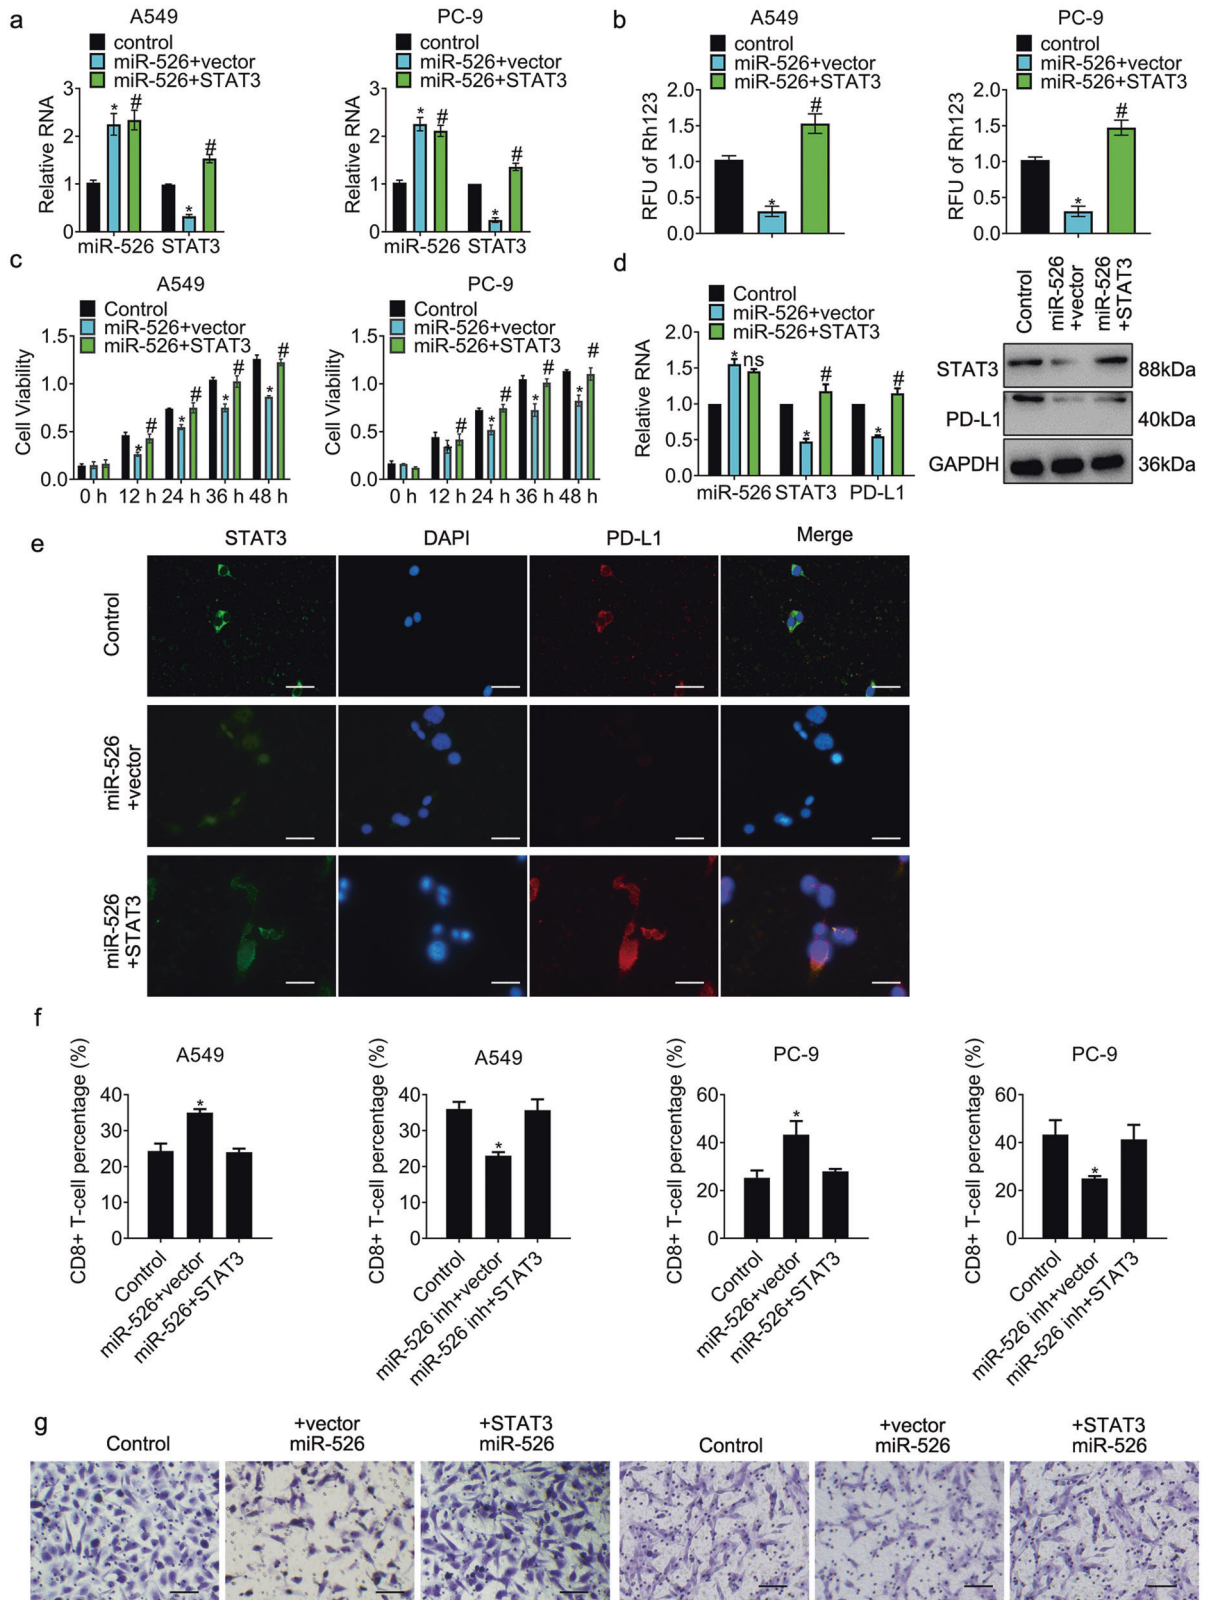 a
A549
control
miR-526+vector
miR-526+STAT3
Relative RNA
3
2
1
0
*
#
*
#
miR-526 STAT3
PC-9
control
miR-526+vector
miR-526+STAT3
Relative RNA
3
2
1
0
*
#
*
#
miR-526 STAT3
b
A549
control
miR-526+vector
miR-526+STAT3
RFU of Rh123
2.0
1.5
1.0
0.5
0.0
*
#
PC-9
control
miR-526+vector
miR-526+STAT3
RFU of Rh123
2.0
1.5
1.0
0.5
0.0
*
#
c
A549
Control
miR-526+vector
miR-526+STAT3
Cell Viability
1.5
1.0
0.5
0.0
*
#
*
#
*
#
*
#
0 h 12 h 24 h 36 h 48 h
PC-9
Control
miR-526+vector
miR-526+STAT3
Cell Viability
1.5
1.0
0.5
0.0
#
*
#
*
#
*
#
0 h 12 h 24 h 36 h 48 h
d
Control
miR-526+vector
miR-526+STAT3
Relative RNA
2.0
1.5
1.0
0.5
0.0
* ns
*
#
*
#
miR-526 STAT3 PD-L1
Control
miR-526
+vector
miR-526
+STAT3
STAT3 88kDa
PD-L1 40kDa
GAPDH 36kDa
e
STAT3 DAPI PD-L1 Merge
Control
miR-526
+vector
miR-526
+STAT3
f
A549
CD8+ T-cell percentage (%)
40
30
20
10
0
*
Control
miR-526+vector
miR-526+STAT3
A549
CD8+ T-cell percentage (%)
40
30
20
10
0
*
Control
miR-526 inh+vector
miR-526 inh+STAT3
PC-9
CD8+ T-cell percentage (%)
60
40
20
0
*
Control
miR-526+vector
miR-526+STAT3
PC-9
CD8+ T-cell percentage (%)
60
40
20
0
*
Control
miR-526 inh+vector
miR-526 inh+STAT3
g
Control
+vector
miR-526
+STAT3
miR-526
Control
+vector
miR-526
+STAT3
miR-526